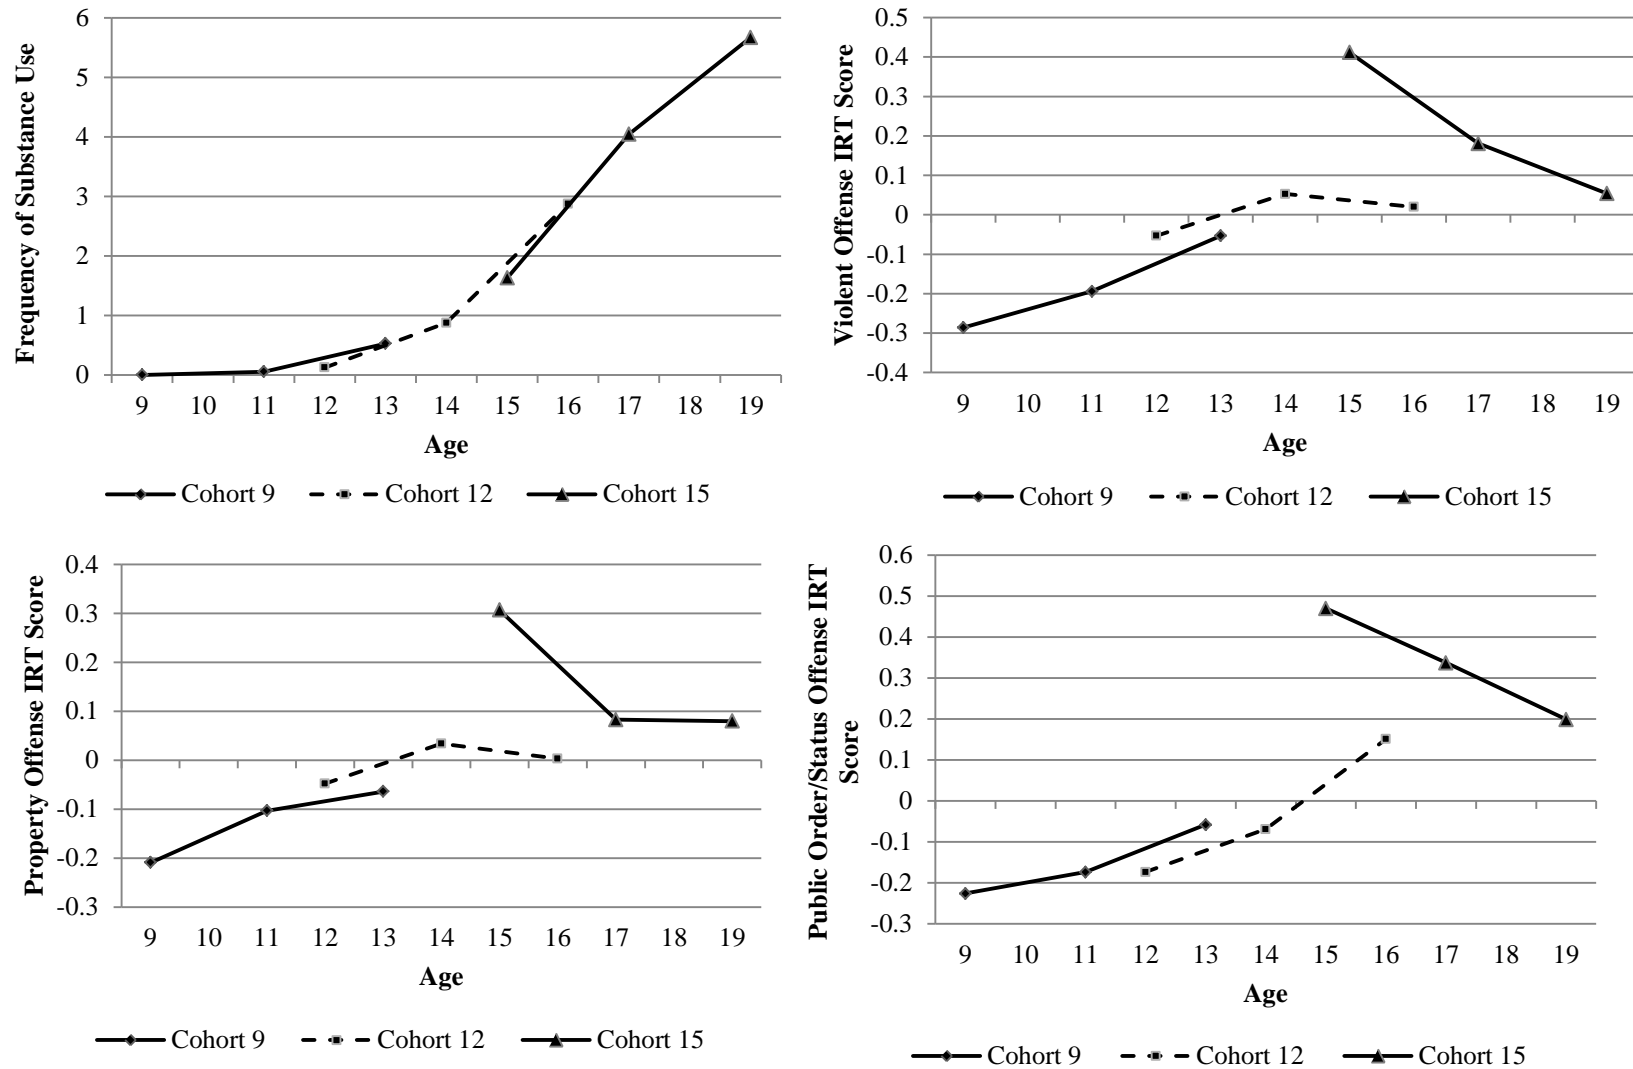 Frequency of Substance Use
6
5
4
3
2
1
0
9 10 11 12 13 14 15 16 17 18 19
Age
Cohort 9 Cohort 12 Cohort 15
Violent Offense IRT Score
0.5
0.4
0.3
0.2
0.1
0
-0.1
-0.2
-0.3
-0.4
9 10 11 12 13 14 15 16 17 18 19
Age
Cohort 9 Cohort 12 Cohort 15
Property Offense IRT Score
0.4
0.3
0.2
0.1
0
-0.1
-0.2
-0.3
9 10 11 12 13 14 15 16 17 18 19
Age
Cohort 9 Cohort 12 Cohort 15
Public Order/Status Offense IRT
Score
0.6
0.5
0.4
0.3
0.2
0.1
0
-0.1
-0.2
-0.3
9 10 11 12 13 14 15 16 17 18 19
Age
Cohort 9 Cohort 12 Cohort 15